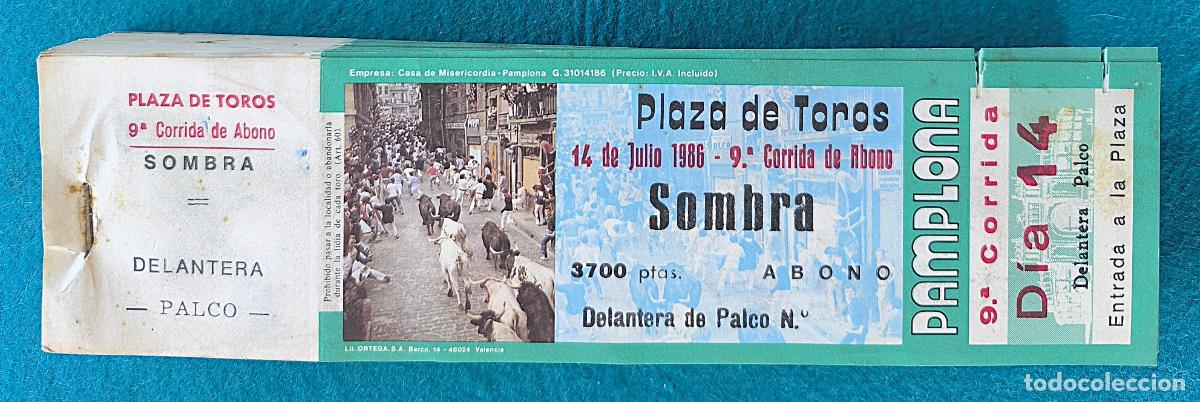 PLAZA DE TOROS
9ª Corrida de Abono
SOMBRA
DELANTERA
— PALCO —
Empresa: Casa de Misericordia-Pamplona G.31014186 (Precio: I.V.A. Incluído)
Prohibido pasar a la localidad o abandonarla
durante la lidia de cada toro. (Art. 60).
Plaza de Toros
14 de Julio 1986 - 9.ª Corrida de Abono
Sombra
3700 ptas. ABONO
Delantera de Palco N.º
Lit. ORTEGA, S.A. Barco, 14 - 46024 Valencia
PAMPLONA
9.ª Corrida
Día 14
Delantera Palco
Entrada a la Plaza
todocoleccion